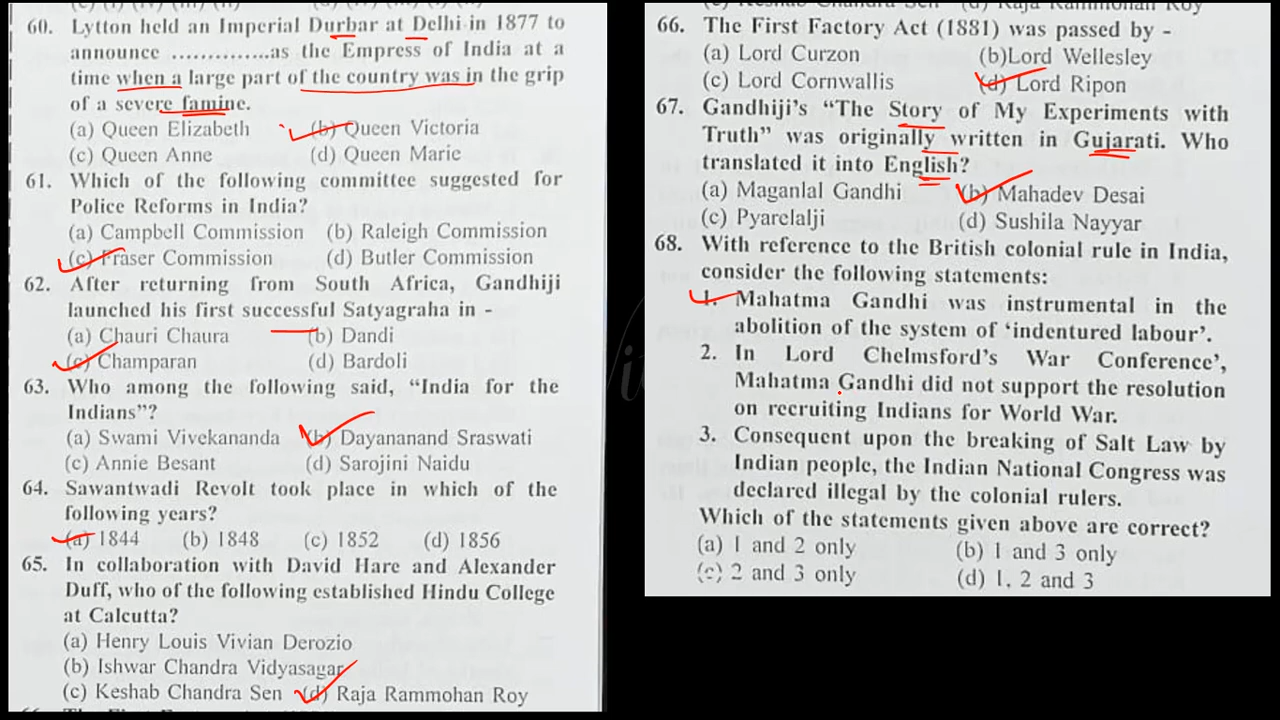 60. Lytton held an Imperial Durbar at Delhi in 1877 to
announce ..............as the Empress of India at a
time when a large part of the country was in the grip
of a severe famine.
(a) Queen Elizabeth (b) Queen Victoria
(c) Queen Anne (d) Queen Marie
61. Which of the following committee suggested for
Police Reforms in India?
(a) Campbell Commission (b) Raleigh Commission
(c) Fraser Commission (d) Butler Commission
62. After returning from South Africa, Gandhiji
launched his first successful Satyagraha in -
(a) Chauri Chaura (b) Dandi
(c) Champaran (d) Bardoli
63. Who among the following said, “India for the
Indians”?
(a) Swami Vivekananda (b) Dayananand Sraswati
(c) Annie Besant (d) Sarojini Naidu
64. Sawantwadi Revolt took place in which of the
following years?
(a) 1844 (b) 1848 (c) 1852 (d) 1856
65. In collaboration with David Hare and Alexander
Duff, who of the following established Hindu College
at Calcutta?
(a) Henry Louis Vivian Derozio
(b) Ishwar Chandra Vidyasagar
(c) Keshab Chandra Sen (d) Raja Rammohan Roy
66. The First Factory Act (1881) was passed by -
(a) Lord Curzon (b)Lord Wellesley
(c) Lord Cornwallis (d) Lord Ripon
67. Gandhiji's “The Story of My Experiments with
Truth” was originally written in Gujarati. Who
translated it into English?
(a) Maganlal Gandhi (b) Mahadev Desai
(c) Pyarelalji (d) Sushila Nayyar
68. With reference to the British colonial rule in India,
consider the following statements:
1. Mahatma Gandhi was instrumental in the
abolition of the system of ‘indentured labour’.
2. In Lord Chelmsford's War Conference’,
Mahatma Gandhi did not support the resolution
on recruiting Indians for World War.
3. Consequent upon the breaking of Salt Law by
Indian people, the Indian National Congress was
declared illegal by the colonial rulers.
Which of the statements given above are correct?
(a) 1 and 2 only (b) 1 and 3 only
(c) 2 and 3 only (d) 1, 2 and 3